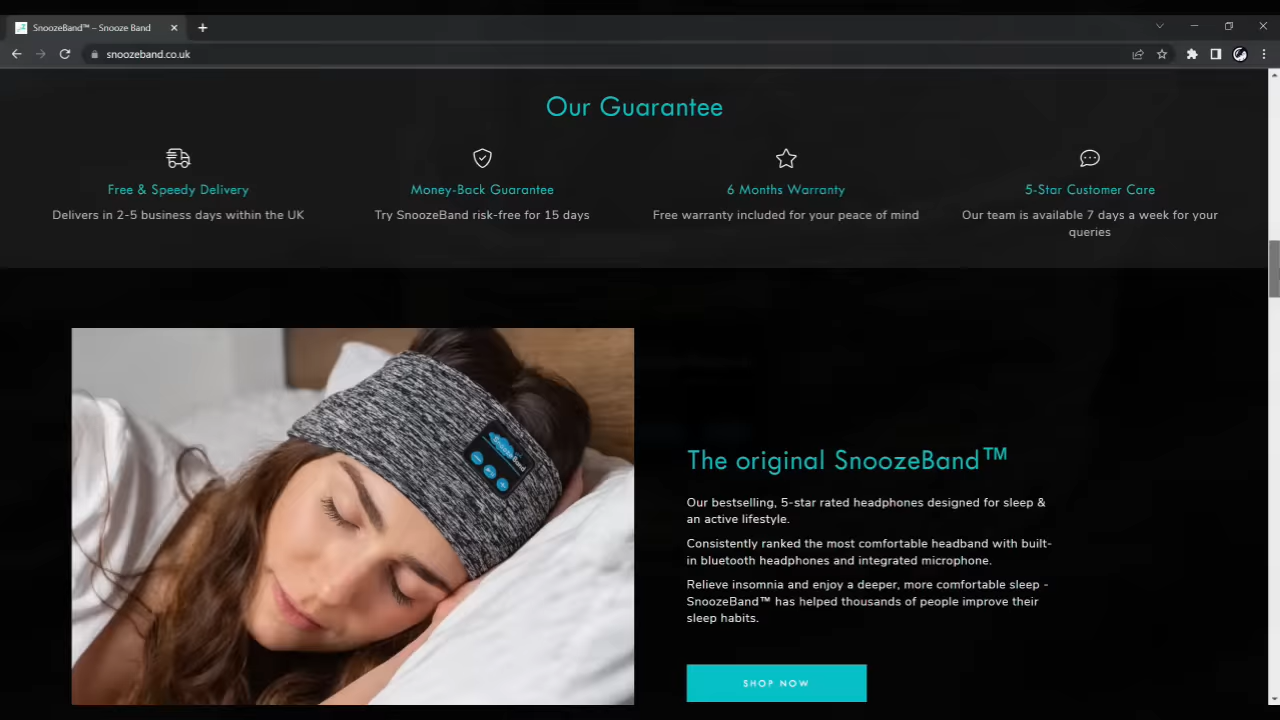 SnoozeBand™ – Snooze Band
snoozeband.co.uk
Our Guarantee
Free & Speedy Delivery
Delivers in 2-5 business days within the UK
Money-Back Guarantee
Try SnoozeBand risk-free for 15 days
6 Months Warranty
Free warranty included for your peace of mind
5-Star Customer Care
Our team is available 7 days a week for your
queries
SnoozeBand
The original SnoozeBand™
Our bestselling, 5-star rated headphones designed for sleep &
an active lifestyle.
Consistently ranked the most comfortable headband with built-
in bluetooth headphones and integrated microphone.
Relieve insomnia and enjoy a deeper, more comfortable sleep -
SnoozeBand™ has helped thousands of people improve their
sleep habits.
SHOP NOW